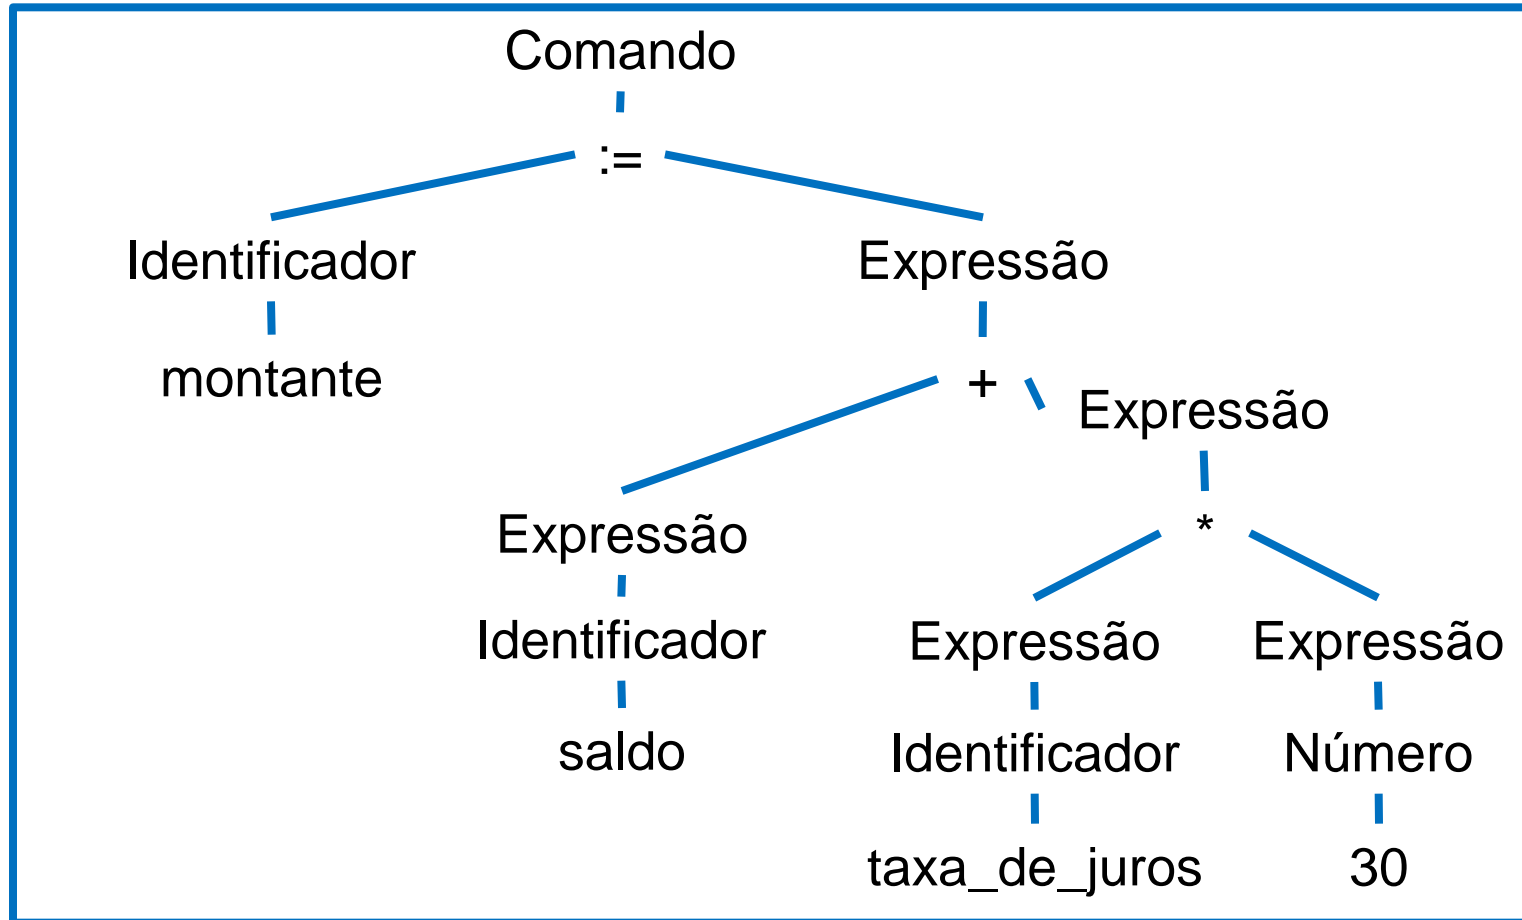 Comando
:=
Identificador Expressão
montante +
Expressão
Expressão *
Identificador Expressão Expressão
saldo Identificador Número
taxa_de_juros 30